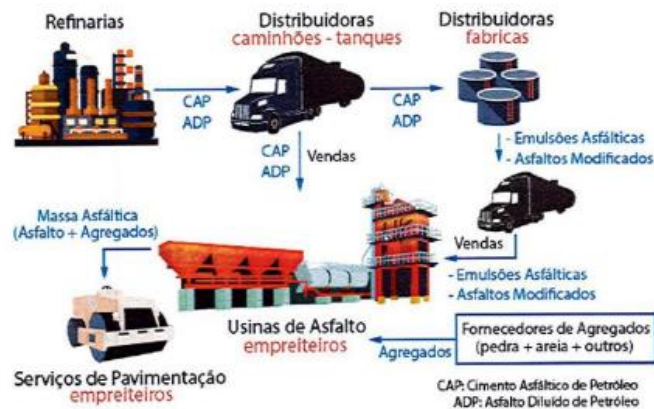 Refinarias
CAP
ADP
Distribuidoras
caminhões - tanques
CAP
ADP
Distribuidoras
fabricas
CAP
ADP
Vendas
- Emulsões Asfálticas
- Asfaltos Modificados
Vendas
- Emulsões Asfálticas
- Asfaltos Modificados
Massa Asfáltica
(Asfalto + Agregados)
Usinas de Asfalto
empreiteiros
Agregados
Fornecedores de Agregados
(pedra + areia + outros)
Serviços de Pavimentação
empreiteiros
CAP: Cimento Asfáltico de Petróleo
ADP: Asfalto Diluído de Petróleo